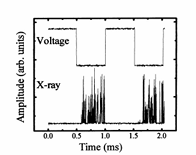 Amplitude (arb. units)
Voltage
X-ray
0.0 0.5 1.0 1.5 2.0
Time (ms)